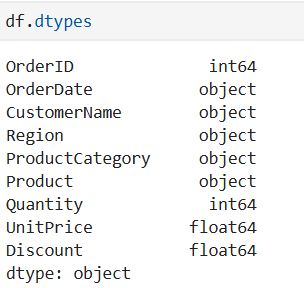 df.dtypes
OrderID int64
OrderDate object
CustomerName object
Region object
ProductCategory object
Product object
Quantity int64
UnitPrice float64
Discount float64
dtype: object